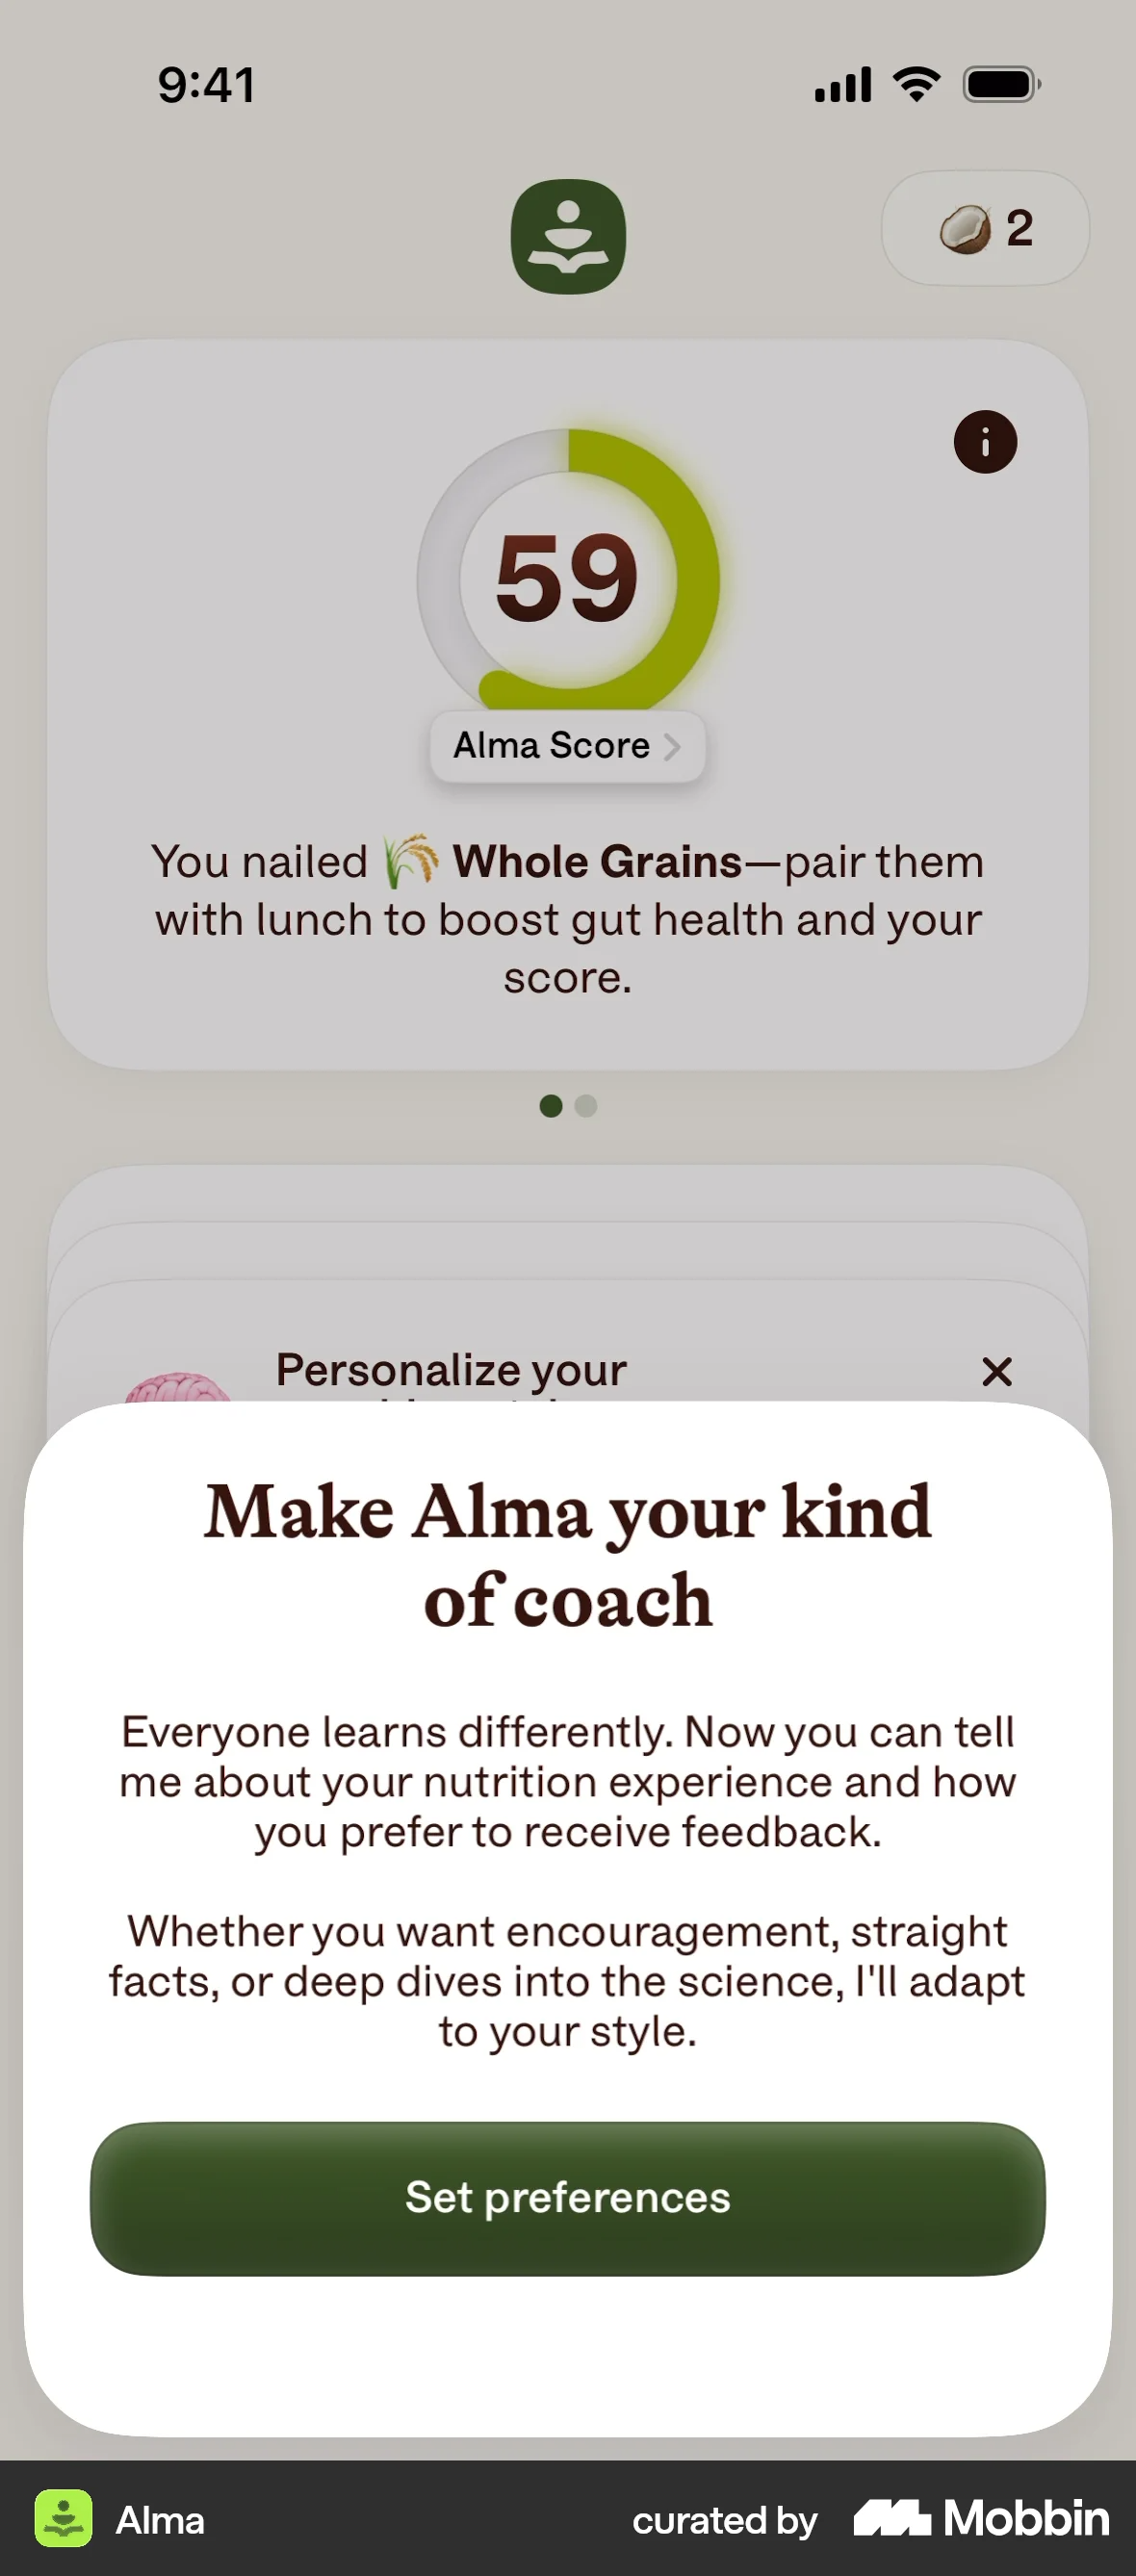 9:41
2
59
Alma Score
You nailed 🌾 Whole Grains—pair them
with lunch to boost gut health and your
score.
Personalize your
Make Alma your kind
of coach
Everyone learns differently. Now you can tell
me about your nutrition experience and how
you prefer to receive feedback.
Whether you want encouragement, straight
facts, or deep dives into the science, I'll adapt
to your style.
Set preferences
Alma
curated by Mobbin